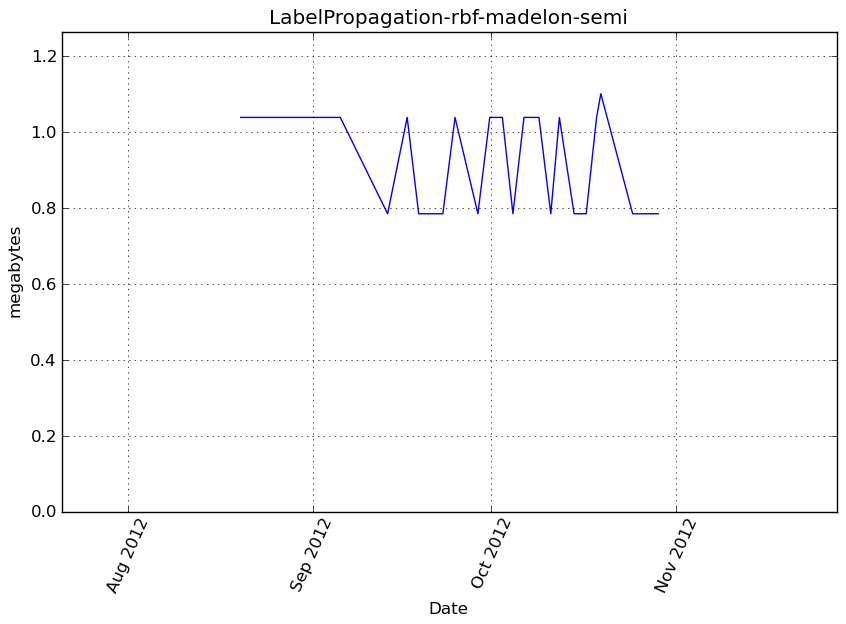 LabelPropagation-rbf-madelon-semi
megabytes
1.2
1.0
0.8
0.6
0.4
0.2
0.0
Aug 2012
Sep 2012
Oct 2012
Nov 2012
Date